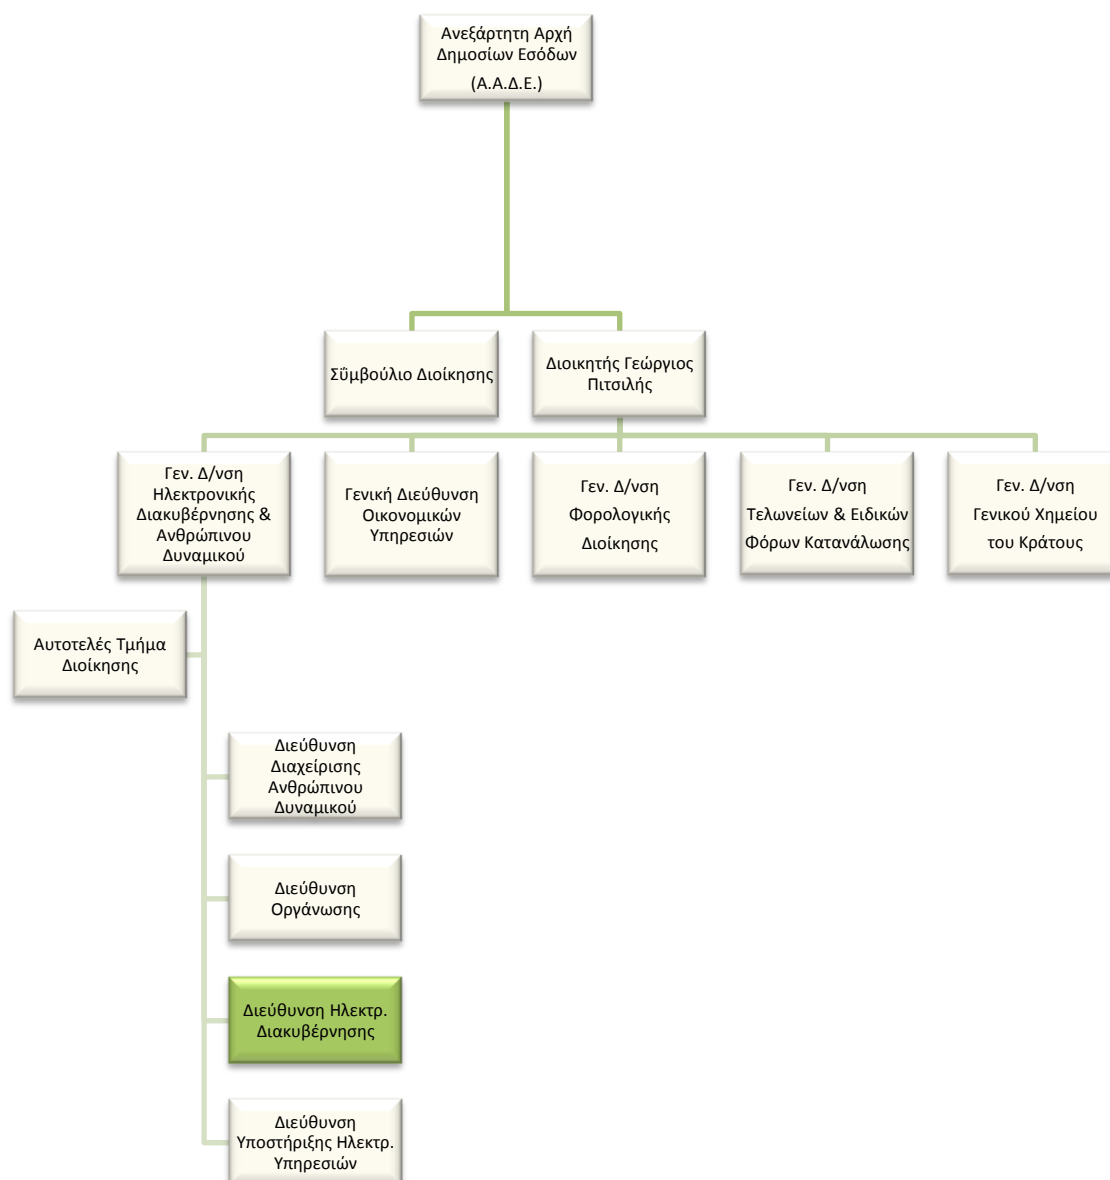 Ανεξάρτητη Αρχή
Δημοσίων Εσόδων
(Α.Α.Δ.Ε.)
Σΰμβούλιο Διοίκησης
Διοικητής Γεώργιος
Πιτσιλής
Γεν. Δ/νση
Ηλεκτρονικής
Διακυβέρνησης &
Ανθρώπινου
Δυναμικού
Γενική Διεύθυνση
Οικονομικών
Υπηρεσιών
Γεν. Δ/νση
Φορολογικής
Διοίκησης
Γεν. Δ/νση
Τελωνείων & Ειδικών
Φόρων Κατανάλωσης
Γεν. Δ/νση
Γενικού Χημείου
του Κράτους
Αυτοτελές Τμήμα
Διοίκησης
Διεύθυνση
Διαχείρισης
Ανθρώπινου
Δυναμικού
Διεύθυνση
Οργάνωσης
Διεύθυνση Ηλεκτρ.
Διακυβέρνησης
Διεύθυνση
Υποστήριξης Ηλεκτρ.
Υπηρεσιών